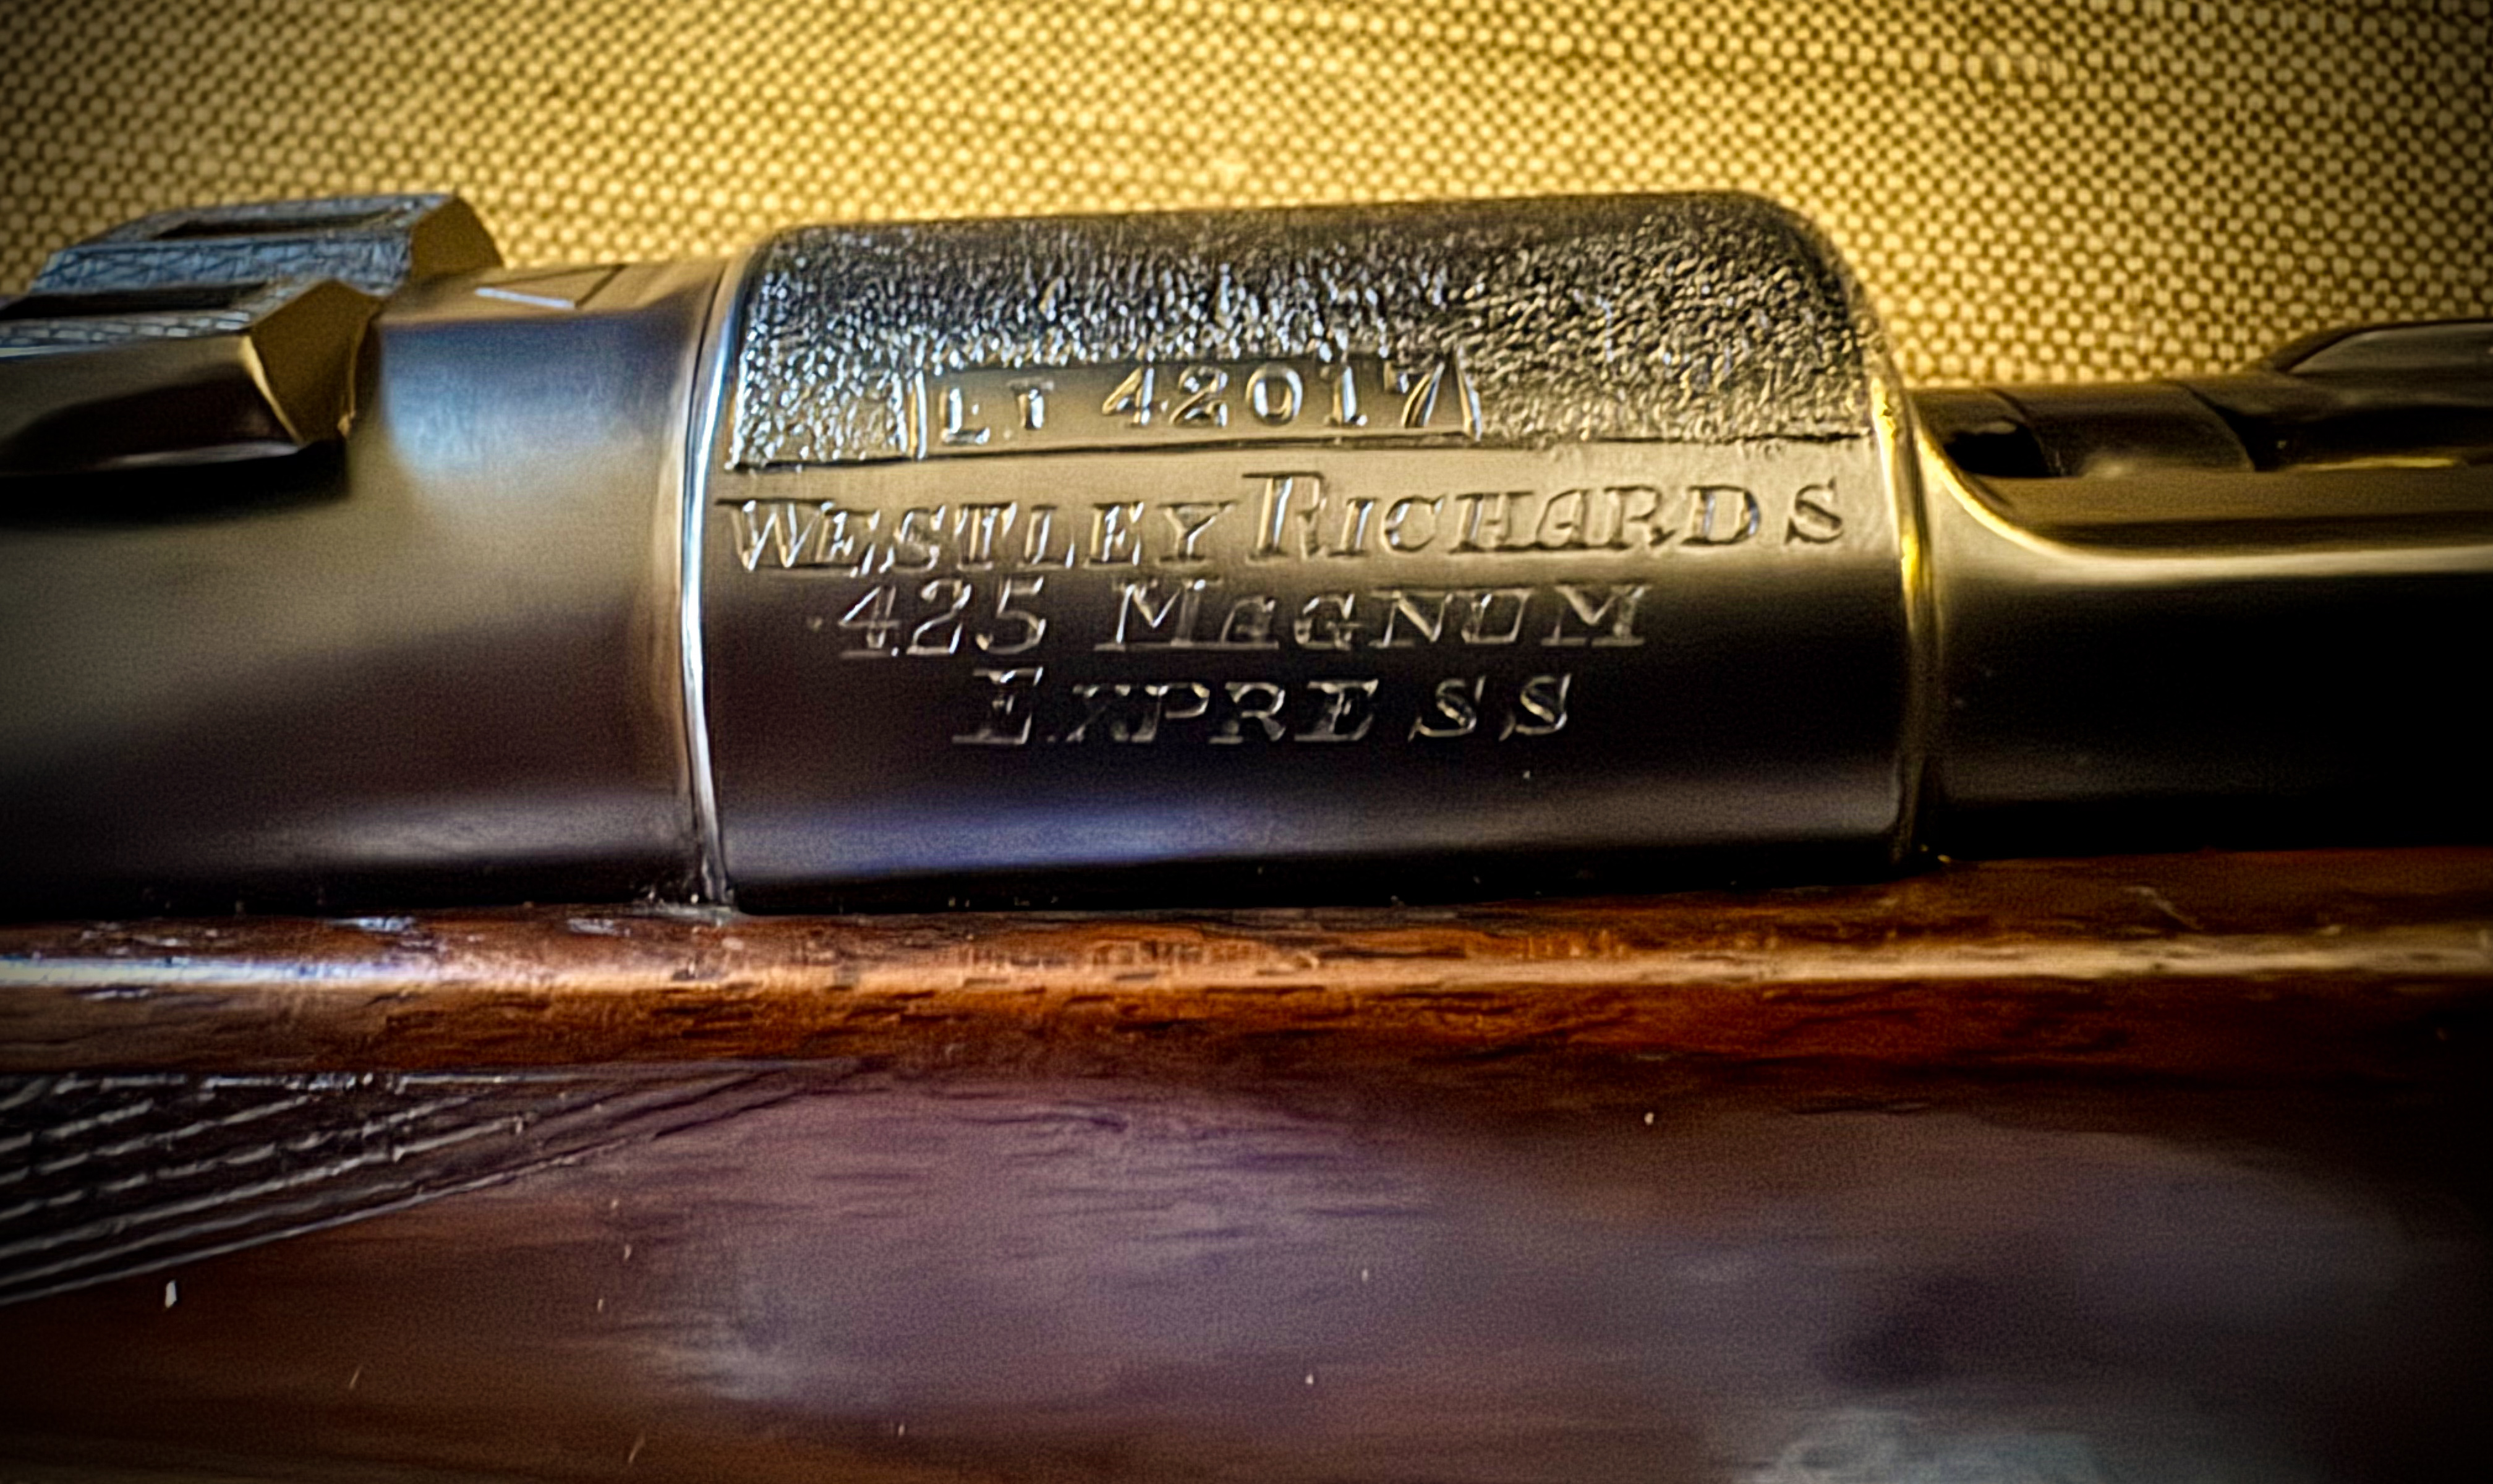 LT 42017
WESTLEY RICHARDS
.425 MAGNUM
EXPRESS